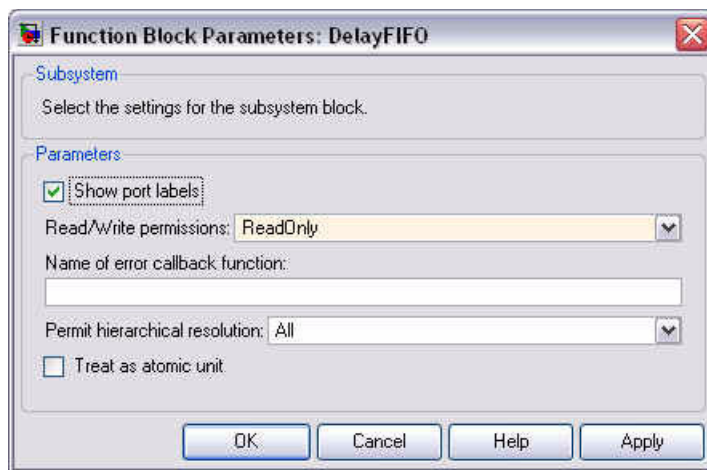 Function Block Parameters: DelayFIFO
Subsystem
Select the settings for the subsystem block.
Parameters
Show port labels
Read/Write permissions: ReadOnly
Name of error callback function:
Permit hierarchical resolution: All
Treat as atomic unit
OK Cancel Help Apply